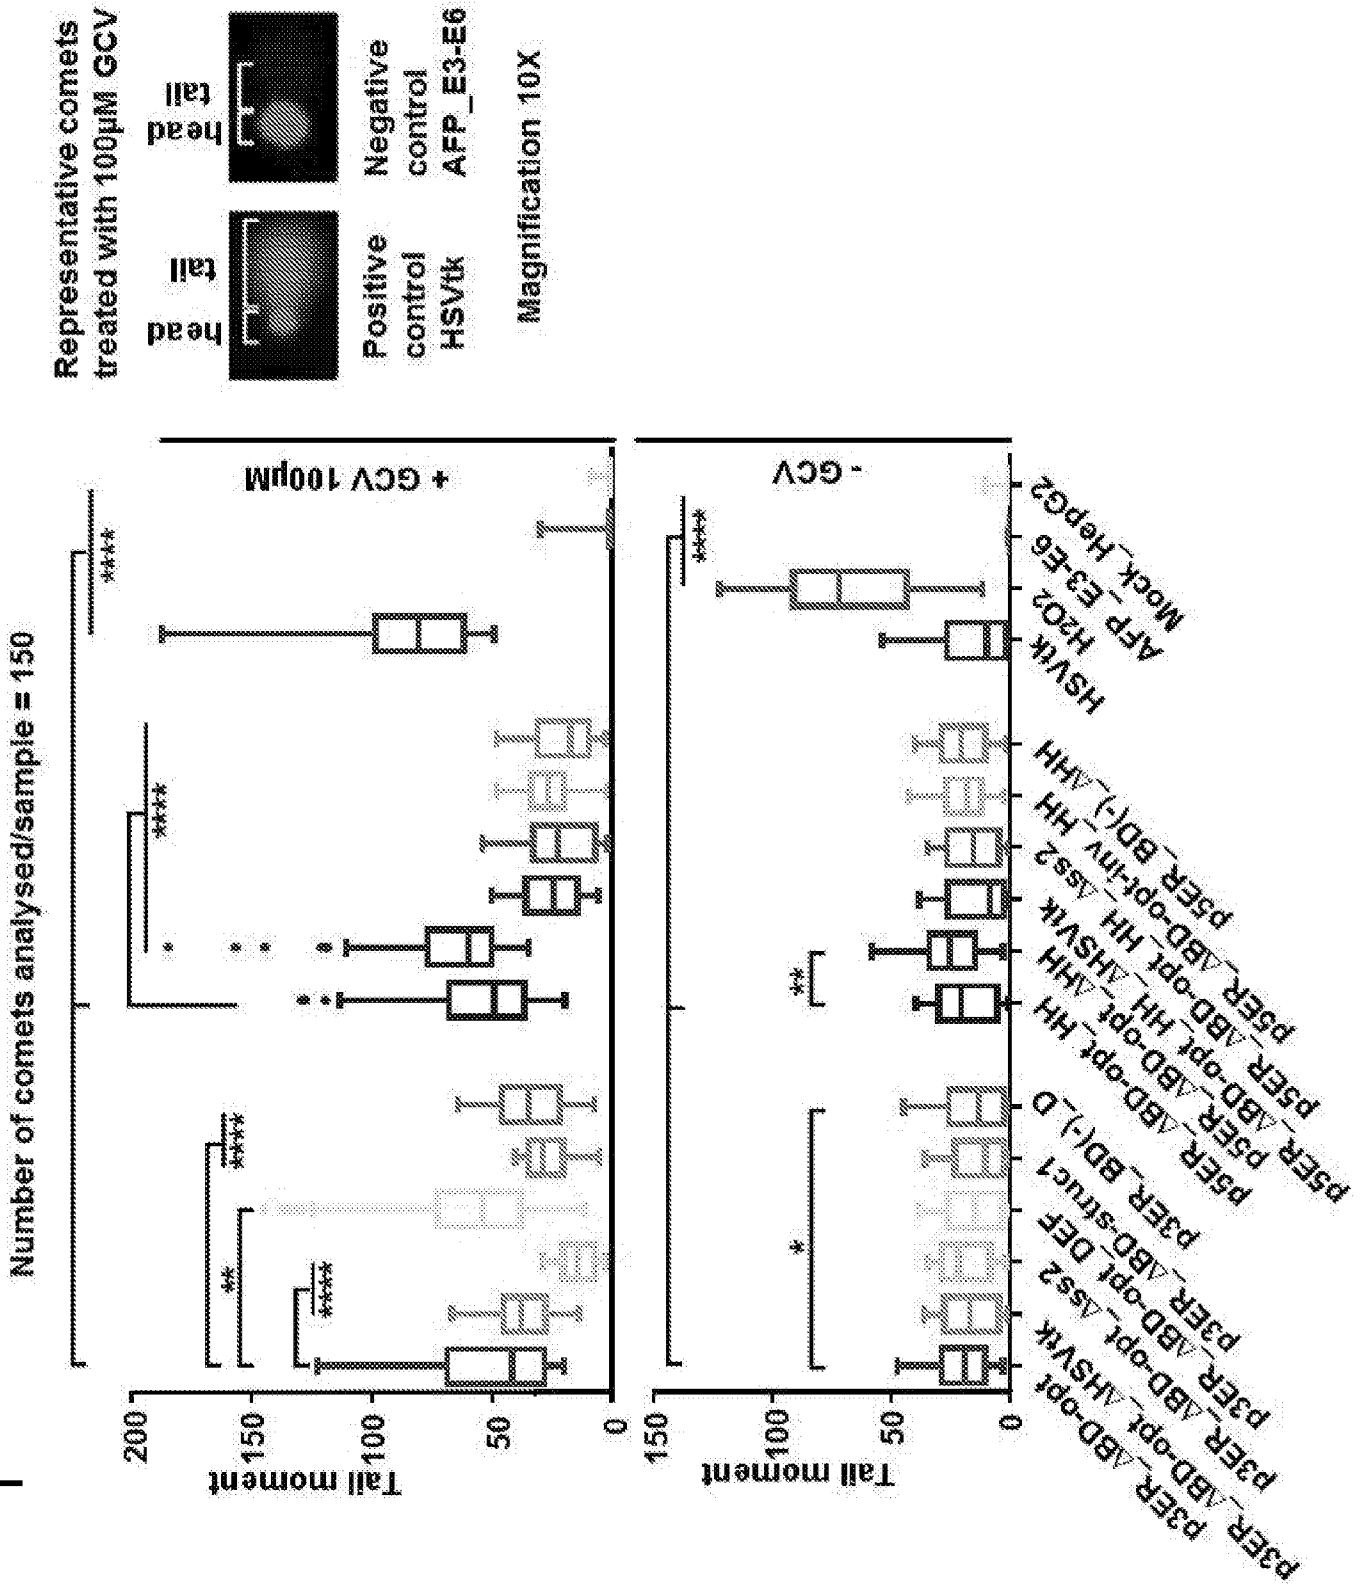 Number of comets analysed/sample = 150
Tail moment
200
150
100
50
0
****
**
****
****
****
+ GCV 100µM
Tail moment
150
100
50
0
*
**
****
- GCV
p3ER_ΔBD-opt
p3ER_ΔBD-opt_ΔHSVtk
p3ER_ΔBD-opt_Δss2
p3ER_ΔBD-opt_DEF
p3ER_ΔBD-struc1
p3ER_BD(-)_D
p5ER_ΔBD-opt_HH
p5ER_ΔBD-opt_ΔHH
p5ER_ΔBD-opt_HH_ΔHSVtk
p5ER_ΔBD-opt_HH_Δss2
p5ER_ΔBD-opt-inv_HH
p5ER_BD(-)_ΔHH
HSVtk
H2O2
AFP_E3-E6
Mock_HepG2
Representative comets
treated with 100µM GCV
head tail
head tail
Positive
control
HSVtk
Negative
control
AFP_E3-E6
Magnification 10X